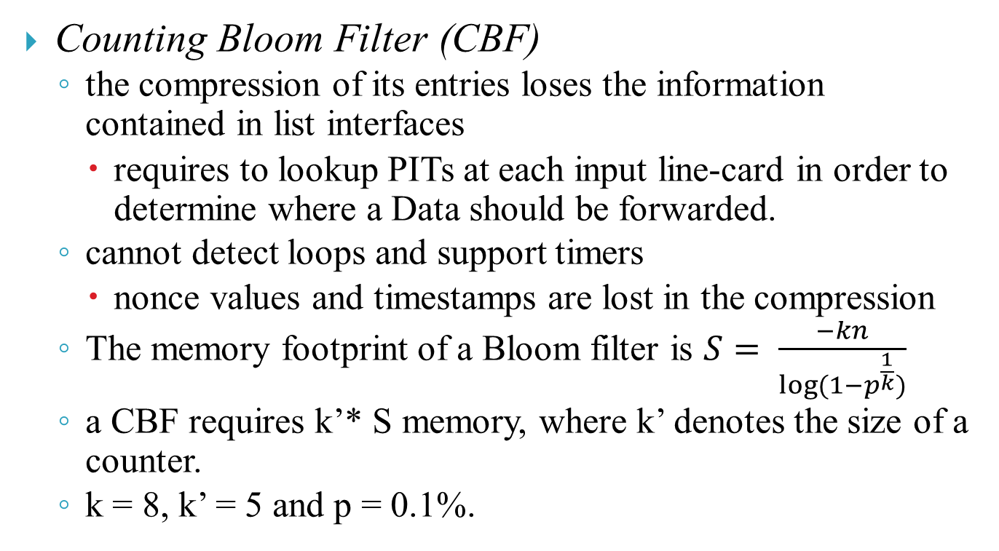 Counting Bloom Filter (CBF)
the compression of its entries loses the information
contained in list interfaces
requires to lookup PITs at each input line-card in order to
determine where a Data should be forwarded.
cannot detect loops and support timers
nonce values and timestamps are lost in the compression
The memory footprint of a Bloom filter is S = −kn / log(1−p^(1/k))
a CBF requires k’* S memory, where k’ denotes the size of a
counter.
k = 8, k’ = 5 and p = 0.1%.